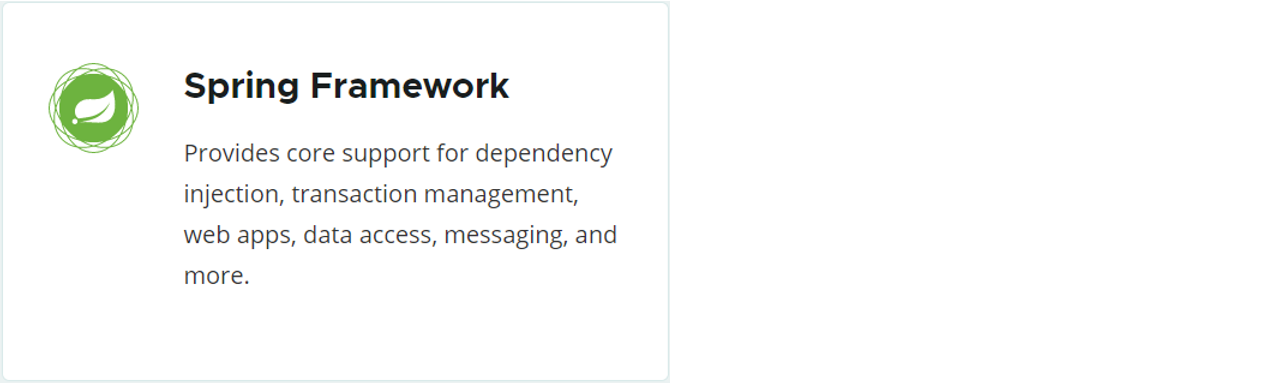 Spring Framework
Provides core support for dependency
injection, transaction management,
web apps, data access, messaging, and
more.